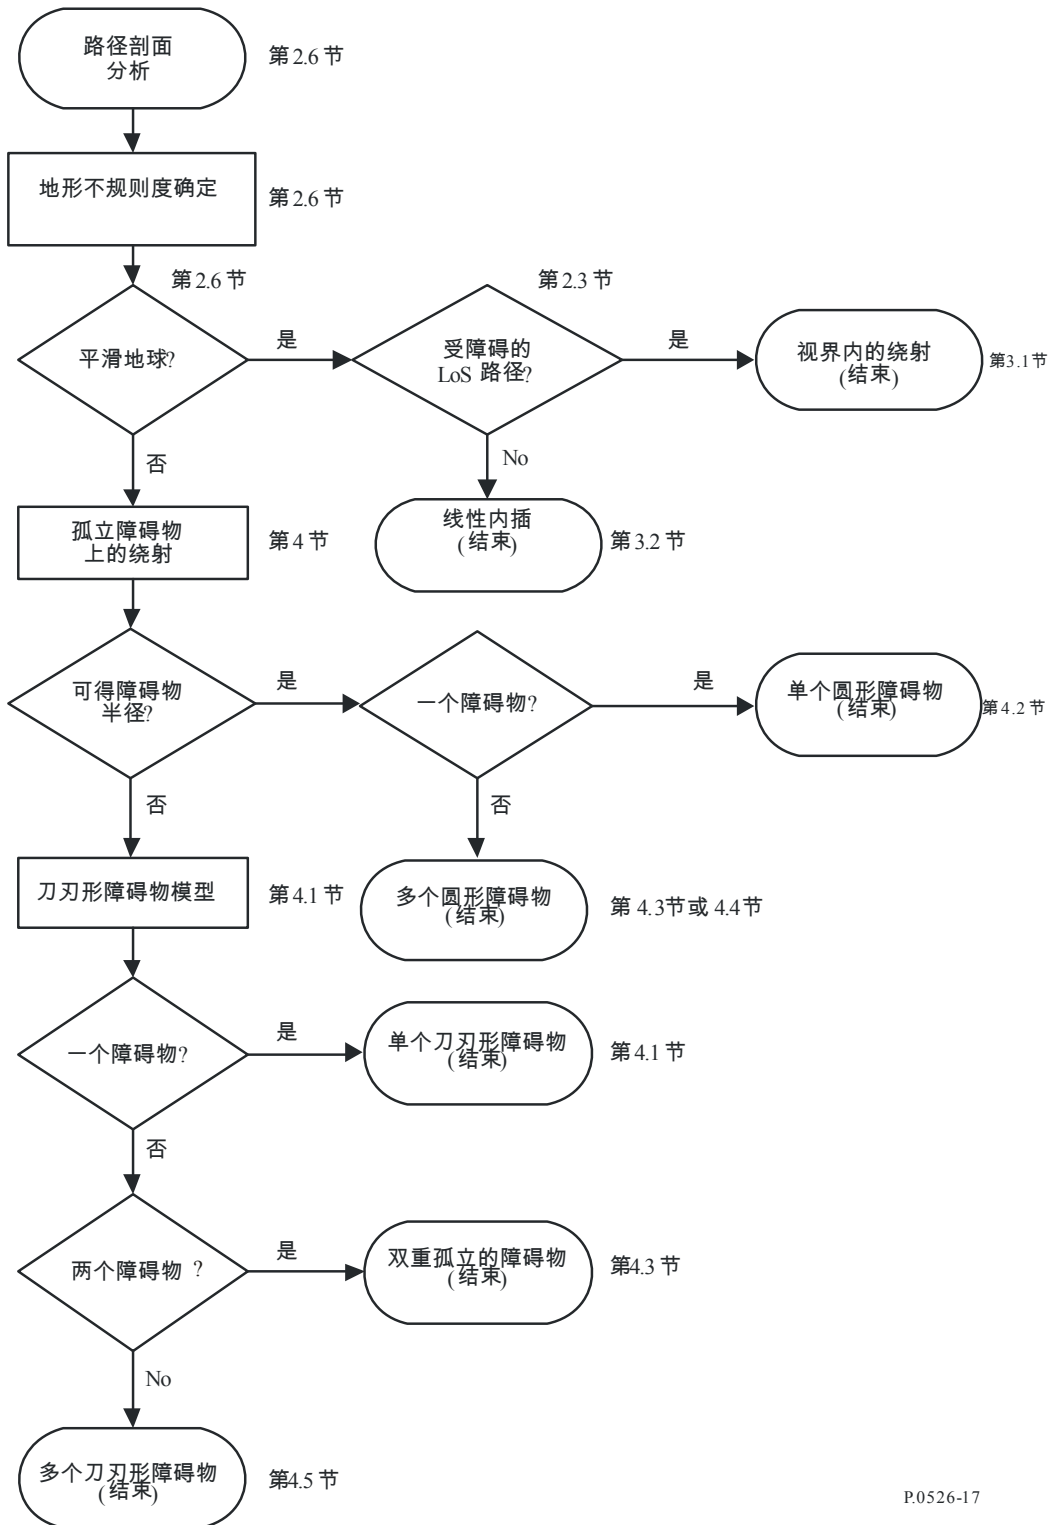 路径剖面
分析
第2.6 节
地形不规则度确定
第2.6 节
第2.6 节
第2.3 节
平滑地球?
是
受障碍的
LoS 路径?
是
视界内的绕射
(结束)
第3.1节
否
No
孤立障碍物
上的绕射
第4 节
线性内插
(结束)
第3.2 节
可得障碍物
半径?
是
一个障碍物?
是
单个圆形障碍物
(结束)
第4.2 节
否
否
刀刃形障碍物模型
第4.1 节
多个圆形障碍物
(结束)
第 4.3节或 4.4节
一个障碍物?
是
单个刀刃形障碍物
(结束)
第4.1 节
否
两个障碍物 ?
是
双重孤立的障碍物
(结束)
第4.3 节
No
多个刀刃形障碍物
(结束)
第4.5 节
P.0526-17